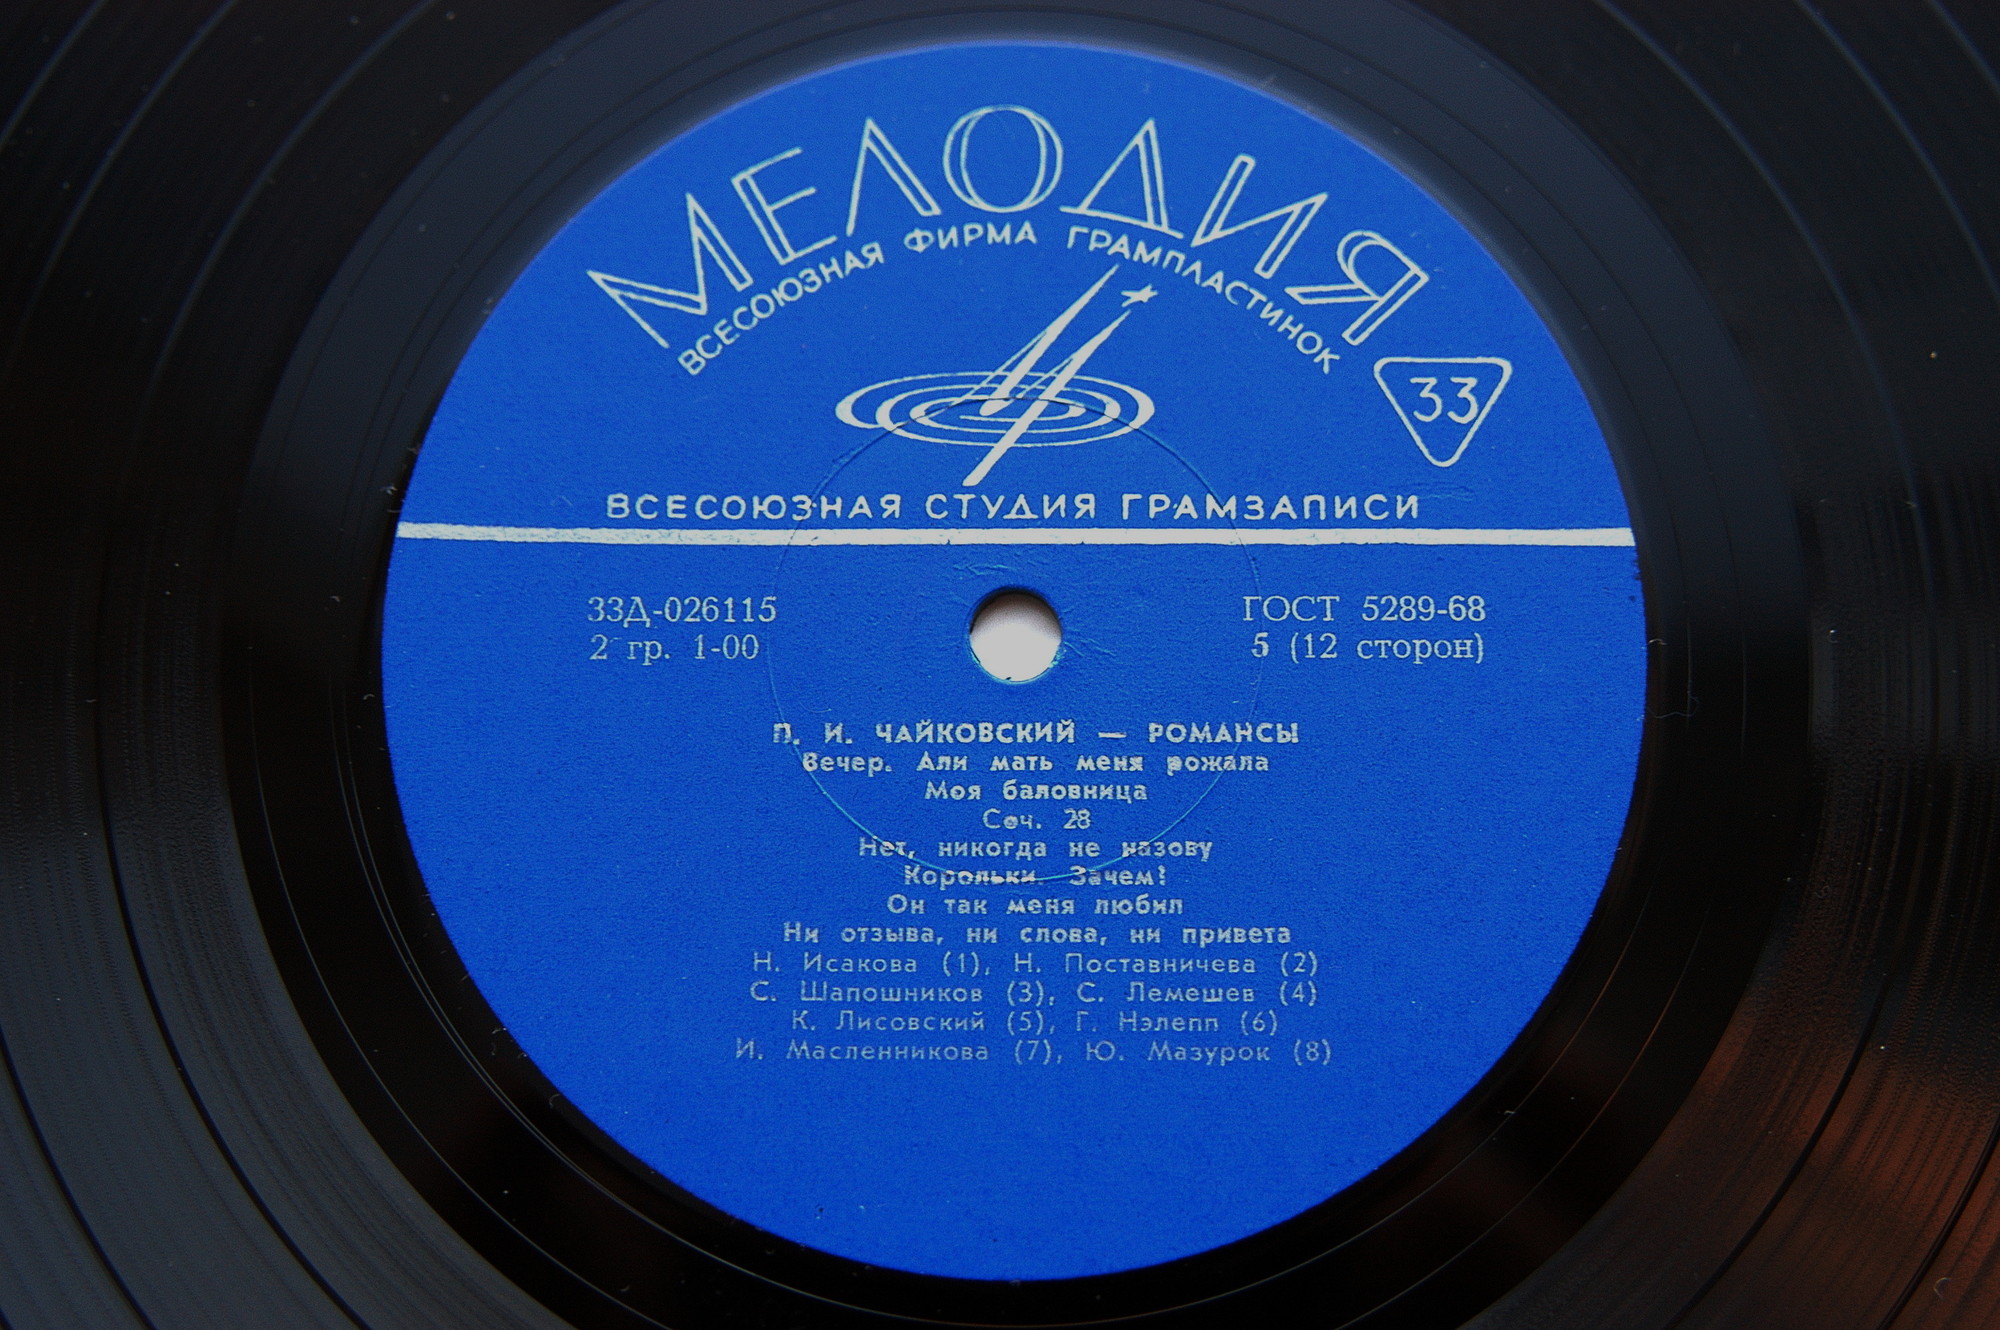 МЕЛОДИЯ
ВСЕСОЮЗНАЯ ФИРМА ГРАМПЛАСТИНОК
33
ВСЕСОЮЗНАЯ СТУДИЯ ГРАМЗАПИСИ
33Д-026115
2 гр. 1-00
ГОСТ 5289-68
5 (12 сторон)
П. И. ЧАЙКОВСКИЙ — РОМАНСЫ
Вечер. Али мать меня рожала
Моя баловница
Соч. 28
Нет, никогда не назову
Корольки. Зачем?
Он так меня любил
Ни отзыва, ни слова, ни привета
Н. Исакова (1), Н. Поставничева (2)
С. Шапошников (3), С. Лемешев (4)
К. Лисовский (5), Г. Нэлепп (6)
И. Масленникова (7), Ю. Мазурок (8)